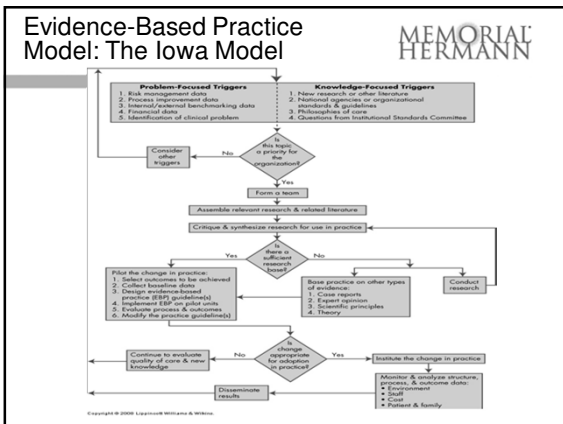 Evidence-Based Practice
Model: The Iowa Model
MEMORIAL
HERMANN
Problem-Focused Triggers
1. Risk management data
2. Process improvement data
3. Internal/external benchmarking data
4. Financial data
5. Identification of clinical problem
Knowledge-Focused Triggers
1. New research or other literature
2. National agencies or organizational
standards & guidelines
3. Philosophies of care
4. Questions from Institutional Standards Committee
Consider
other
triggers
No
Is
this topic
a priority for
the
organization?
Yes
Form a team
Assemble relevant research & related literature
Critique & synthesize research for use in practice
Yes
Is
there a
sufficient
research
base?
No
Pilot the change in practice:
1. Select outcomes to be achieved
2. Collect baseline data
3. Design evidence-based
practice (EBP) guideline(s)
4. Implement EBP on pilot units
5. Evaluate process & outcomes
6. Modify the practice guideline(s)
Base practice on other types
of evidence:
1. Case reports
2. Expert opinion
3. Scientific principles
4. Theory
Conduct
research
Continue to evaluate
quality of care & new
knowledge
No
Is
change
appropriate
for adoption
in practice?
Yes
Institute the change in practice
Monitor & analyze structure,
process, & outcome data:
• Environment
• Staff
• Cost
• Patient & family
Disseminate
results
Copyright © 2008 Lippincott Williams & Wilkins.